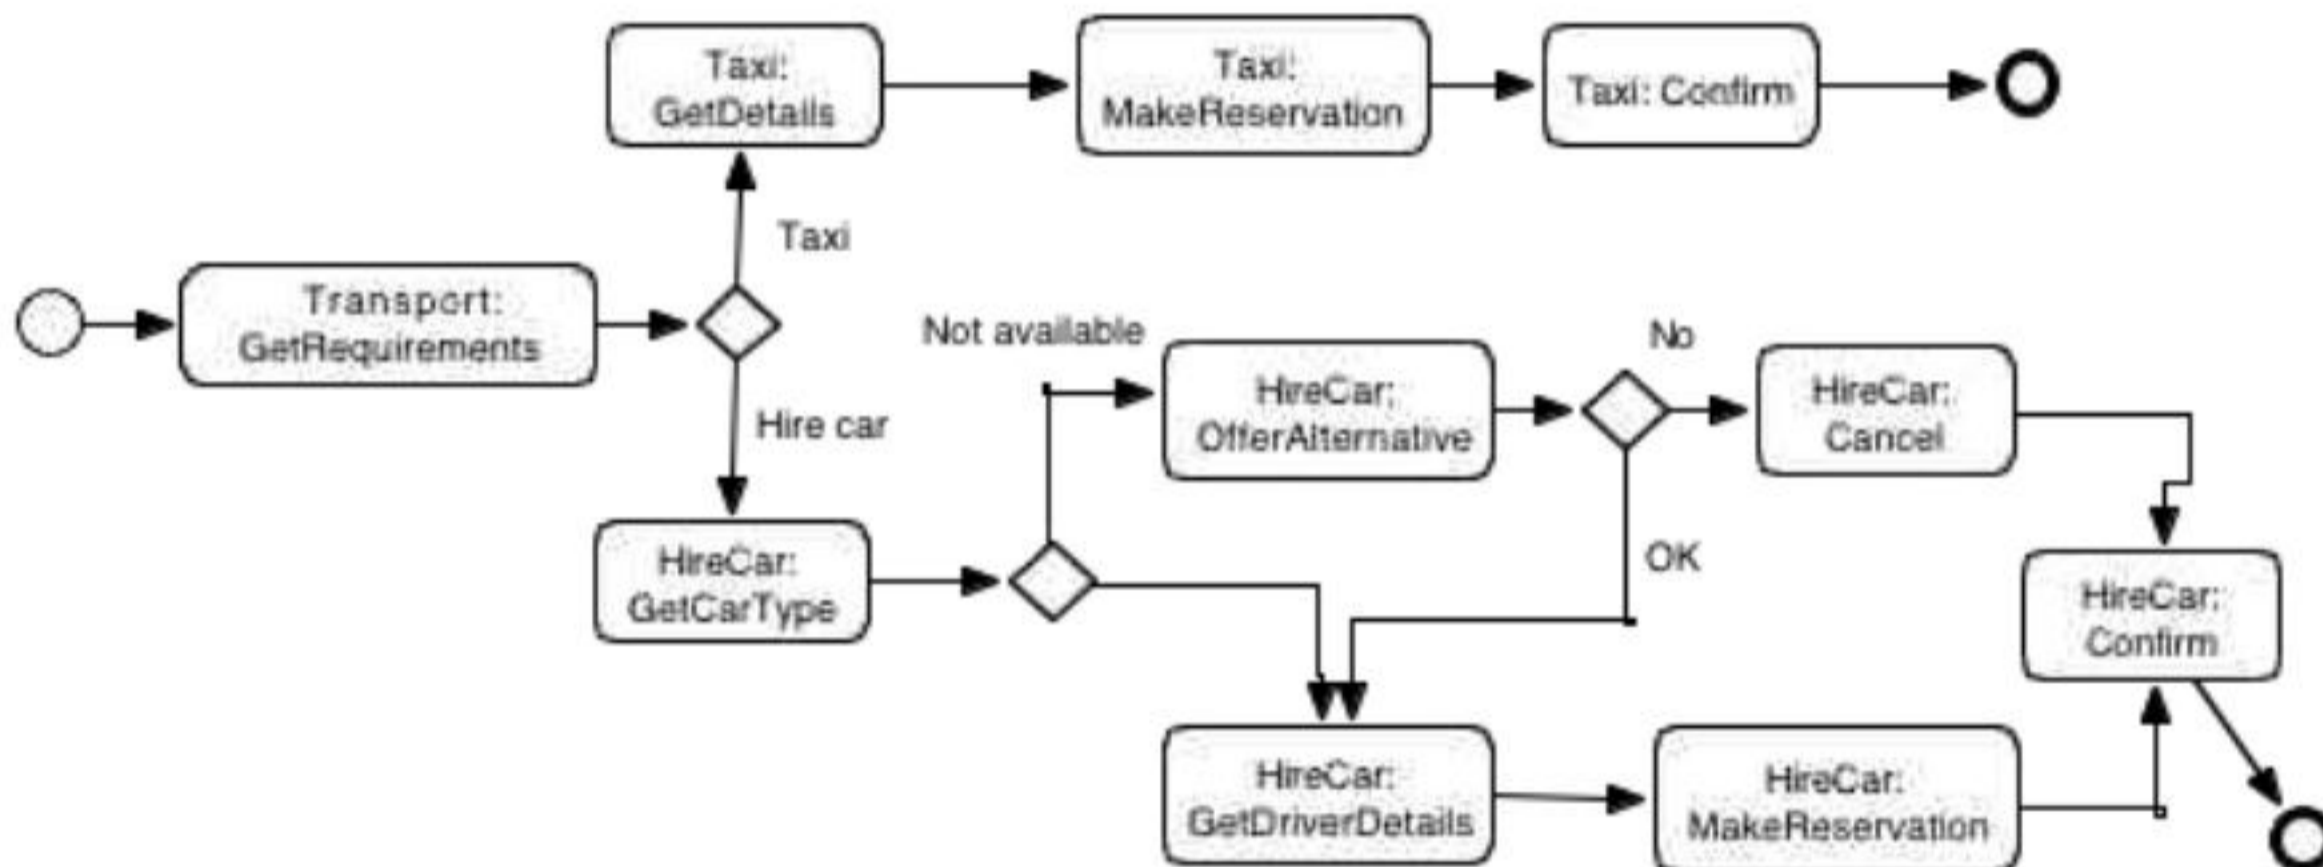 Taxi:
GetDetails
Taxi:
MakeReservation
Taxi: Confirm
Taxi
Transport:
GetRequirements
Not available
No
HireCar:
OfferAlternative
HireCar:
Cancel
Hire car
HireCar:
GetCarType
OK
HireCar:
Confirm
HireCar:
GetDriverDetails
HireCar:
MakeReservation